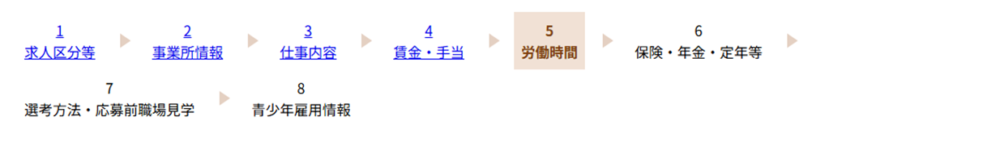 1 2 3 4 5 6
求人区分等 事業所情報 仕事内容 賃金・手当 労働時間 保険・年金・定年等
7 8
選考方法・応募前職場見学 青少年雇用情報